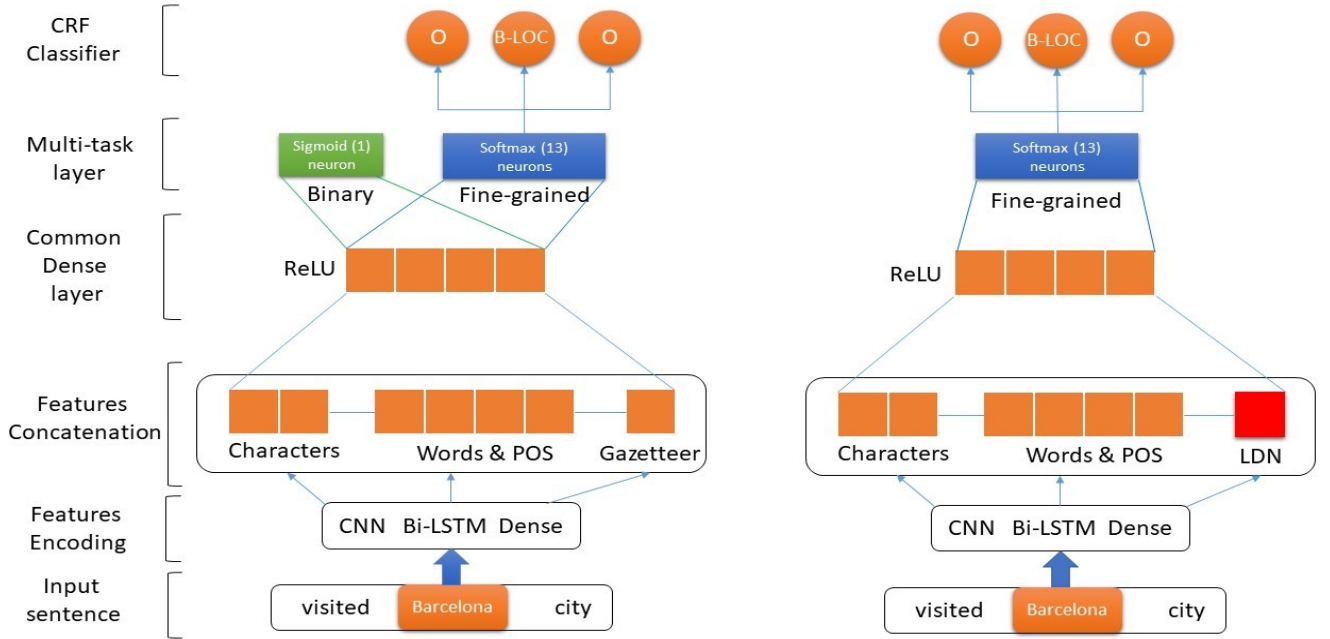 CRF
Classifier
O
B-LOC
O
O
B-LOC
O
Multi-task
layer
Sigmoid (1)
neuron
Binary
Softmax (13)
neurons
Fine-grained
Softmax (13)
neurons
Fine-grained
Common
Dense
layer
ReLU
ReLU
Features
Concatenation
Characters
Words & POS
Gazetteer
Characters
Words & POS
LDN
Features
Encoding
CNN Bi-LSTM Dense
CNN Bi-LSTM Dense
Input
sentence
visited Barcelona city
visited Barcelona city